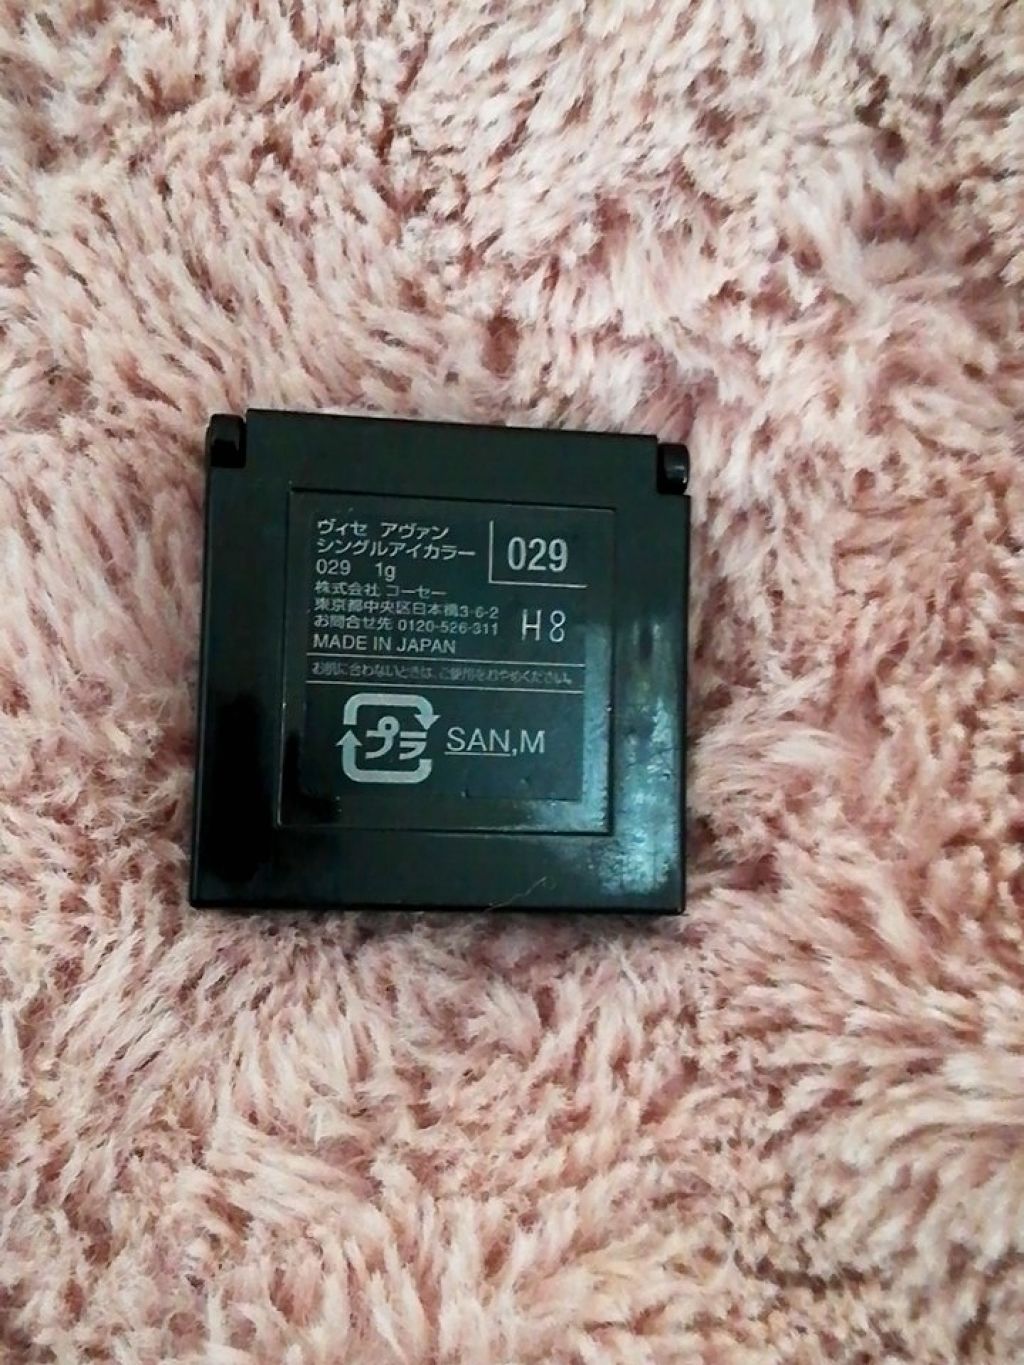 ヴィセ アヴァン
シングルアイカラー
029 1g
029
株式会社 コーセー
東京都中央区日本橋3-6-2
お問合せ先 0120-526-311
MADE IN JAPAN
H8
お肌に合わないときは、ご使用をおやめください。
プラ
SAN,M